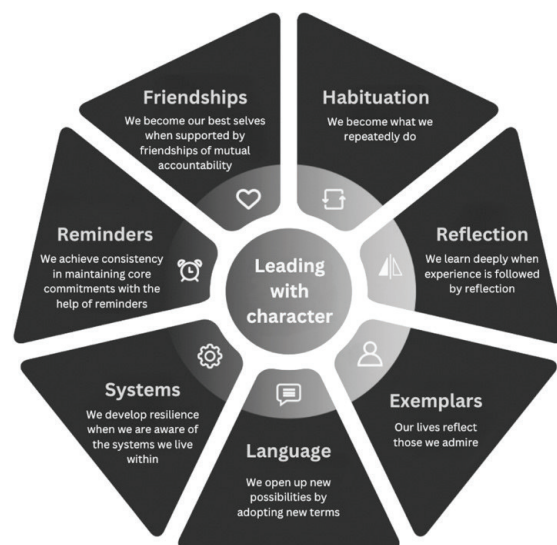 Friendships
We become our best selves
when supported by
friendships of mutual
accountability
Habituation
We become what we
repeatedly do
Reminders
We achieve consistency
in maintaining core
commitments with the
help of reminders
Leading
with
character
Reflection
We learn deeply when
experience is followed
by reflection
Systems
We develop resilience
when we are aware
of the systems we live
within
Language
We open up new
possibilities by
adopting new terms
Exemplars
Our lives reflect
those we admire